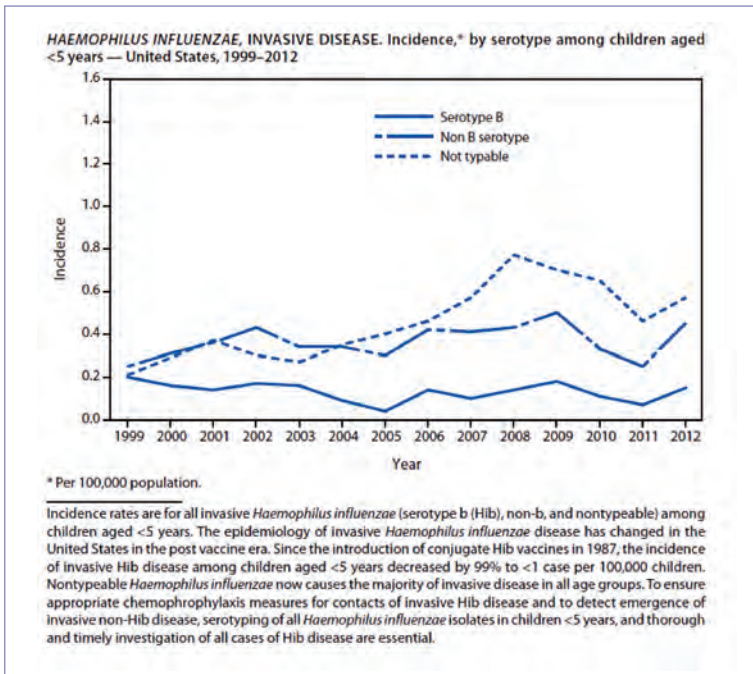 HAEMOPHILUS INFLUENZAE, INVASIVE DISEASE. Incidence,* by serotype among children aged
<5 years — United States, 1999–2012
1.6
1.4
1.2
1.0
0.8
0.6
0.4
0.2
0.0
Incidence
Serotype B
Non B serotype
Not typable
1999 2000 2001 2002 2003 2004 2005 2006 2007 2008 2009 2010 2011 2012
Year
* Per 100,000 population.
Incidence rates are for all invasive Haemophilus influenzae (serotype b (Hib), non-b, and nontypeable) among
children aged <5 years. The epidemiology of invasive Haemophilus influenzae disease has changed in the
United States in the post vaccine era. Since the introduction of conjugate Hib vaccines in 1987, the incidence
of invasive Hib disease among children aged <5 years decreased by 99% to <1 case per 100,000 children.
Nontypeable Haemophilus influenzae now causes the majority of invasive disease in all age groups. To ensure
appropriate chemophrophylaxis measures for contacts of invasive Hib disease and to detect emergence of
invasive non-Hib disease, serotyping of all Haemophilus influenzae isolates in children <5 years, and thorough
and timely investigation of all cases of Hib disease are essential.